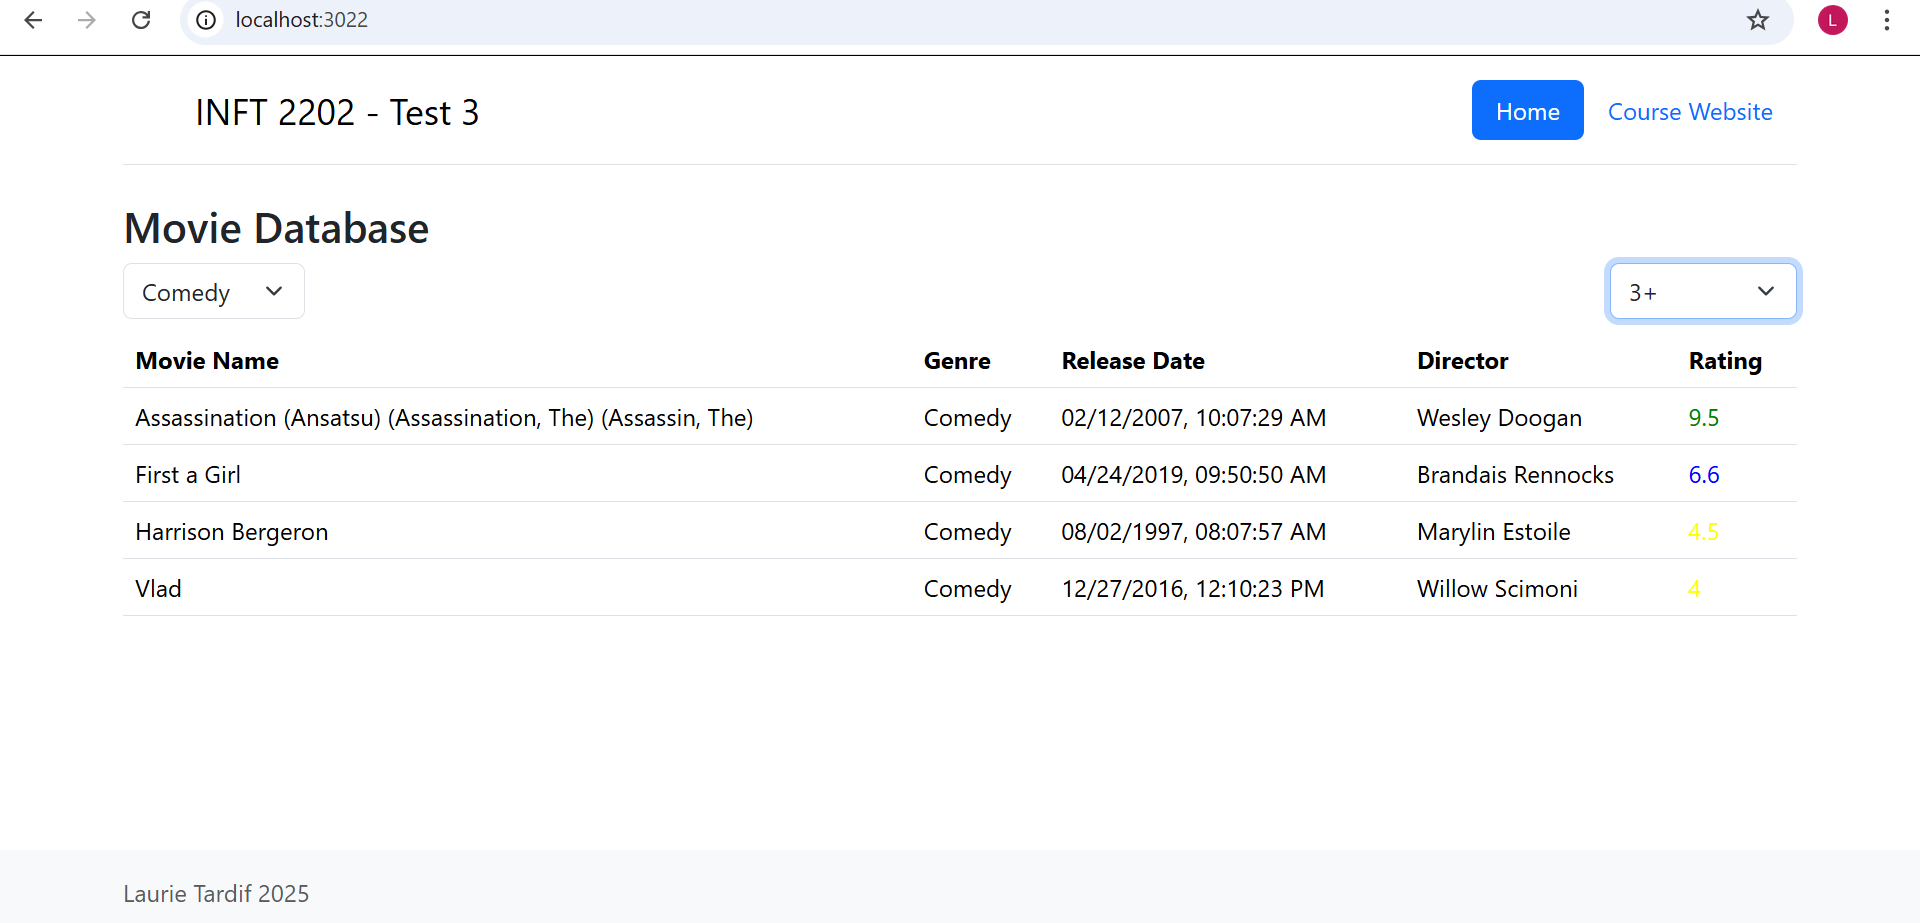 localhost:3022
L
INFT 2202 - Test 3
Home
Course Website
Movie Database
Comedy
3+
Movie Name Genre Release Date Director Rating
Assassination (Ansatsu) (Assassination, The) (Assassin, The) Comedy 02/12/2007, 10:07:29 AM Wesley Doogan 9.5
First a Girl Comedy 04/24/2019, 09:50:50 AM Brandais Rennocks 6.6
Harrison Bergeron Comedy 08/02/1997, 08:07:57 AM Marylin Estoile 4.5
Vlad Comedy 12/27/2016, 12:10:23 PM Willow Scimoni 4
Laurie Tardif 2025